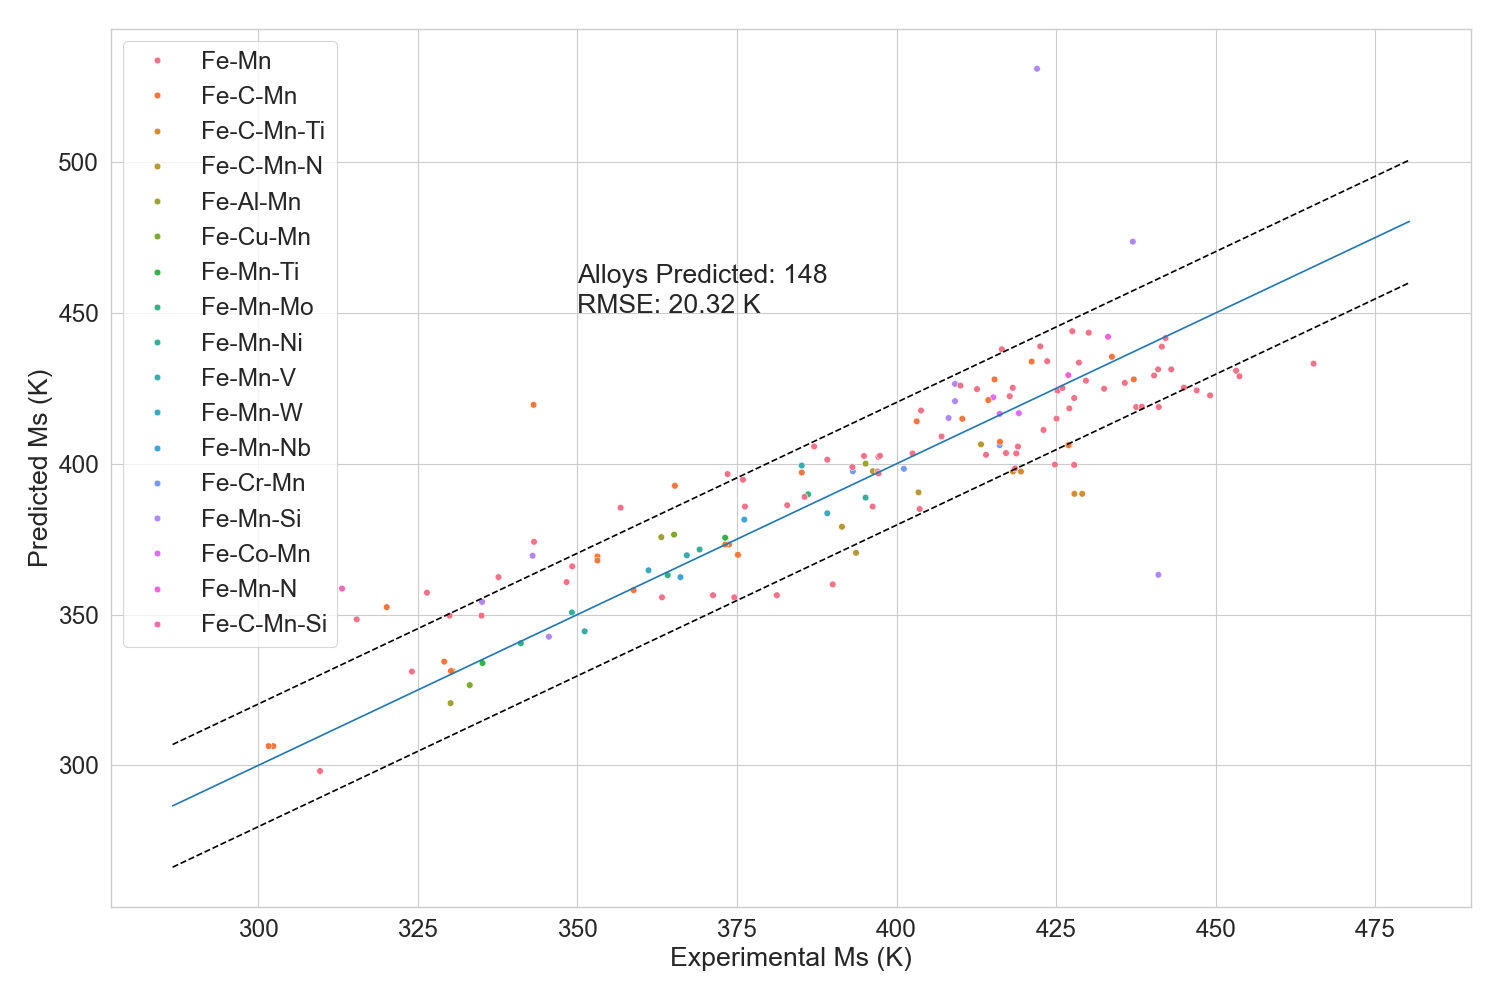 Fe-Mn
Fe-C-Mn
Fe-C-Mn-Ti
Fe-C-Mn-N
Fe-Al-Mn
Fe-Cu-Mn
Fe-Mn-Ti
Fe-Mn-Mo
Fe-Mn-Ni
Fe-Mn-V
Fe-Mn-W
Fe-Mn-Nb
Fe-Cr-Mn
Fe-Mn-Si
Fe-Co-Mn
Fe-Mn-N
Fe-C-Mn-Si
Alloys Predicted: 148
RMSE: 20.32 K
Predicted Ms (K)
500
450
400
350
300
300 325 350 375 400 425 450 475
Experimental Ms (K)